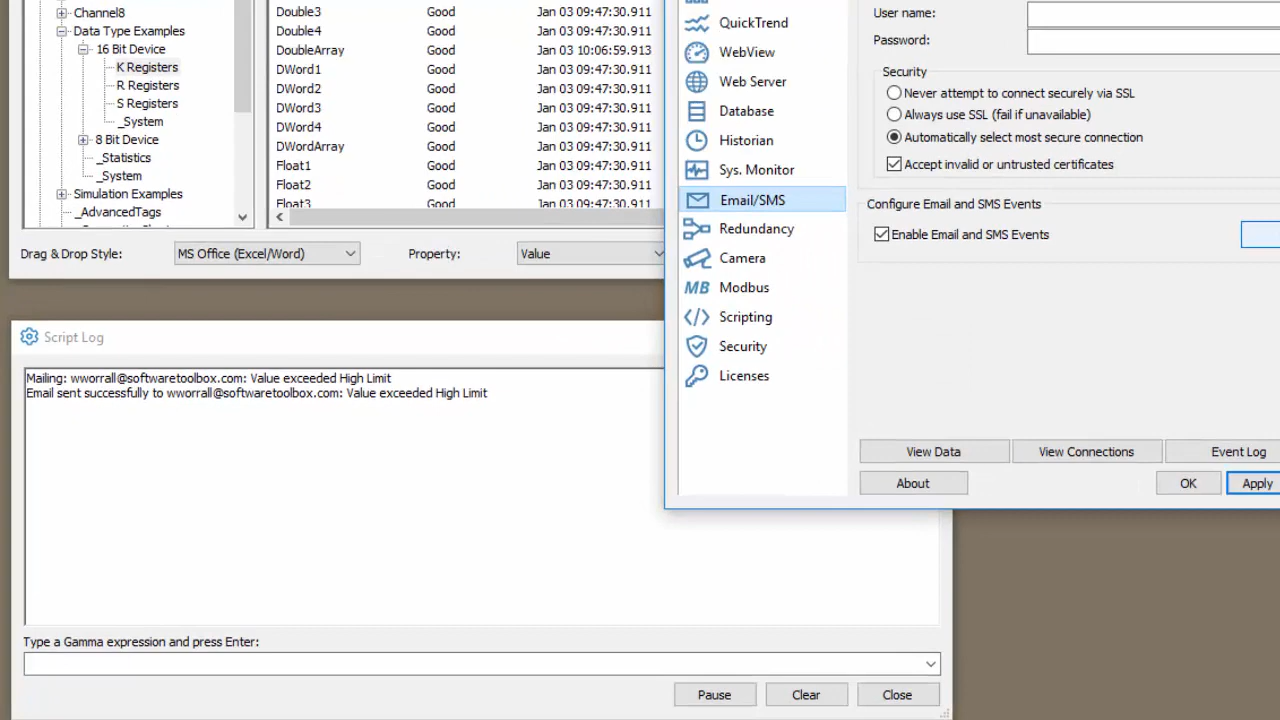 Channel8
Data Type Examples
16 Bit Device
K Registers
R Registers
S Registers
_System
8 Bit Device
_Statistics
_System
Simulation Examples
_AdvancedTags
Double3 Good Jan 03 09:47:30.911
Double4 Good Jan 03 09:47:30.911
DoubleArray Good Jan 03 10:06:59.913
DWord1 Good Jan 03 09:47:30.911
DWord2 Good Jan 03 09:47:30.911
DWord3 Good Jan 03 09:47:30.911
DWord4 Good Jan 03 09:47:30.911
DWordArray Good Jan 03 09:47:30.911
Float1 Good Jan 03 09:47:30.911
Float2 Good Jan 03 09:47:30.911
Float3 Good Jan 03 09:47:30.911
Drag & Drop Style: MS Office (Excel/Word) Property: Value
QuickTrend
WebView
Web Server
Database
Historian
Sys. Monitor
Email/SMS
Redundancy
Camera
MB Modbus
Scripting
Security
Licenses
User name:
Password:
Security
Never attempt to connect securely via SSL
Always use SSL (fail if unavailable)
Automatically select most secure connection
Accept invalid or untrusted certificates
Configure Email and SMS Events
Enable Email and SMS Events
View Data View Connections Event Log
About OK Apply
Script Log
Mailing: wworrall@softwaretoolbox.com: Value exceeded High Limit
Email sent successfully to wworrall@softwaretoolbox.com: Value exceeded High Limit
Type a Gamma expression and press Enter:
Pause Clear Close